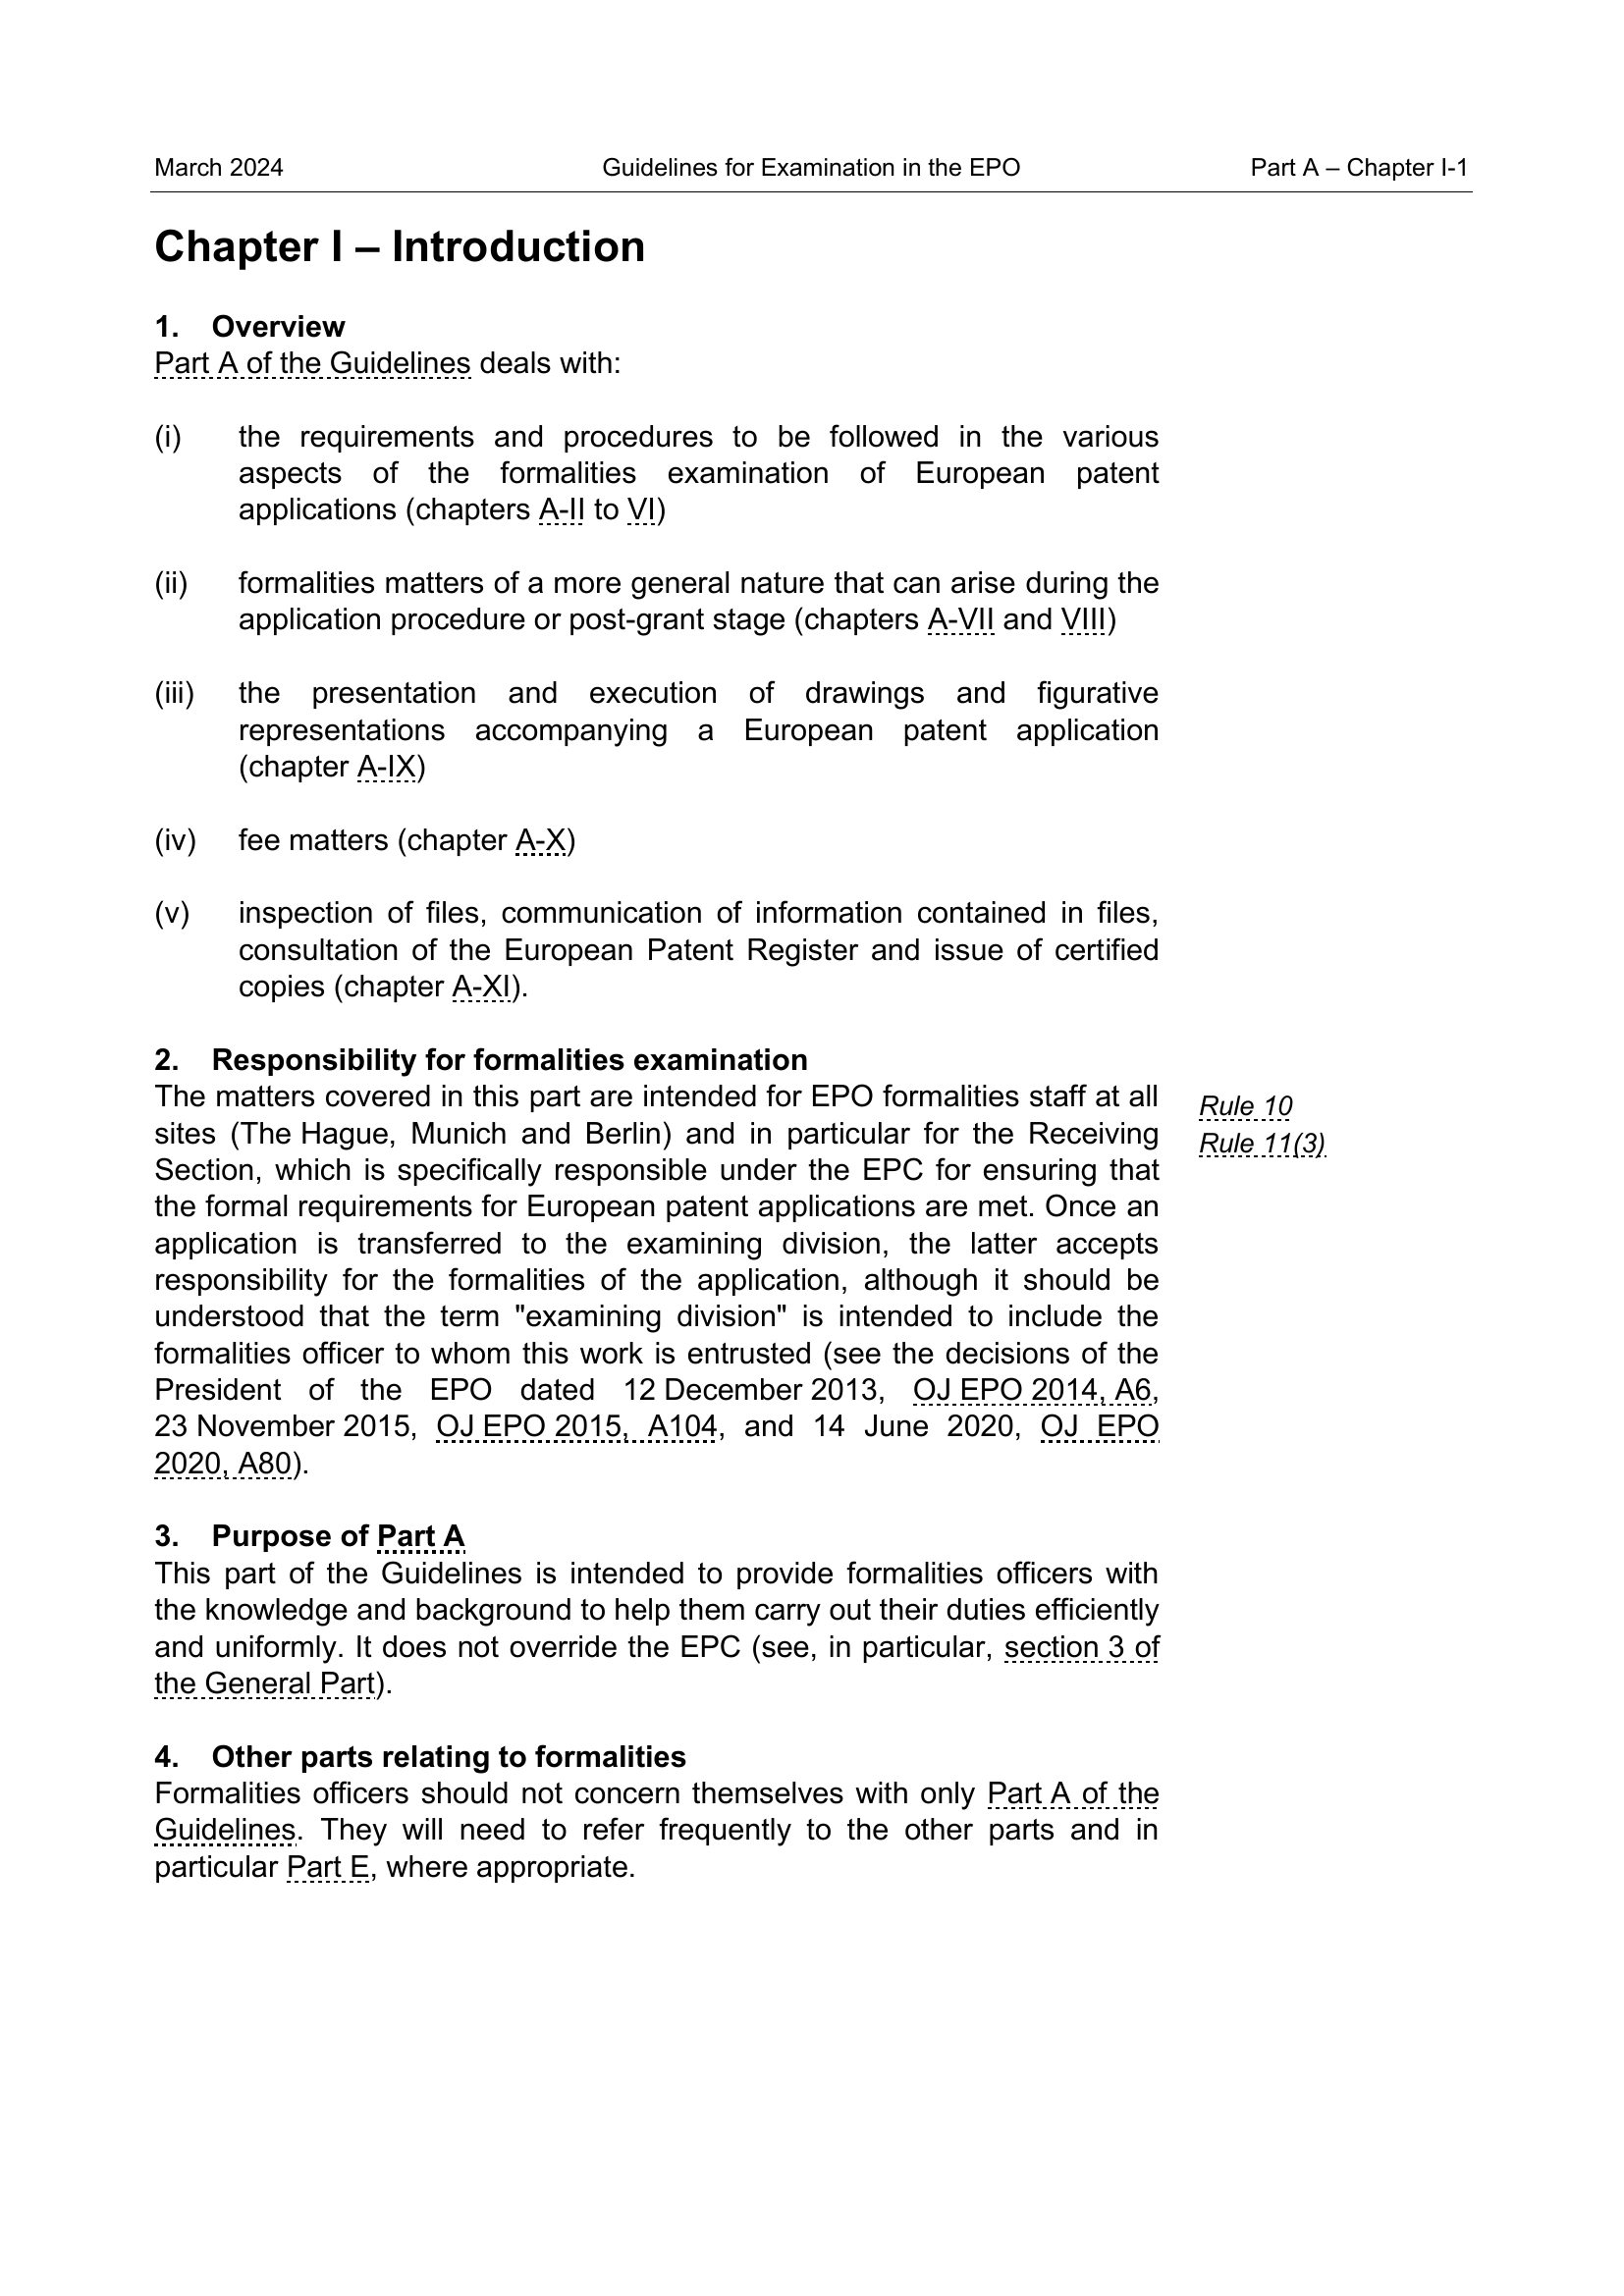 March 2024 Guidelines for Examination in the EPO Part A – Chapter I-1
Chapter I – Introduction
1. Overview
Part A of the Guidelines deals with:
(i) the requirements and procedures to be followed in the various
aspects of the formalities examination of European patent
applications (chapters A-II to VI)
(ii) formalities matters of a more general nature that can arise during the
application procedure or post-grant stage (chapters A-VII and VIII)
(iii) the presentation and execution of drawings and figurative
representations accompanying a European patent application
(chapter A-IX)
(iv) fee matters (chapter A-X)
(v) inspection of files, communication of information contained in files,
consultation of the European Patent Register and issue of certified
copies (chapter A-XI).
2. Responsibility for formalities examination
The matters covered in this part are intended for EPO formalities staff at all
sites (The Hague, Munich and Berlin) and in particular for the Receiving
Section, which is specifically responsible under the EPC for ensuring that
the formal requirements for European patent applications are met. Once an
application is transferred to the examining division, the latter accepts
responsibility for the formalities of the application, although it should be
understood that the term "examining division" is intended to include the
formalities officer to whom this work is entrusted (see the decisions of the
President of the EPO dated 12 December 2013, OJ EPO 2014, A6,
23 November 2015, OJ EPO 2015, A104, and 14 June 2020, OJ EPO
2020, A80).
Rule 10
Rule 11(3)
3. Purpose of Part A
This part of the Guidelines is intended to provide formalities officers with
the knowledge and background to help them carry out their duties efficiently
and uniformly. It does not override the EPC (see, in particular, section 3 of
the General Part).
4. Other parts relating to formalities
Formalities officers should not concern themselves with only Part A of the
Guidelines. They will need to refer frequently to the other parts and in
particular Part E, where appropriate.